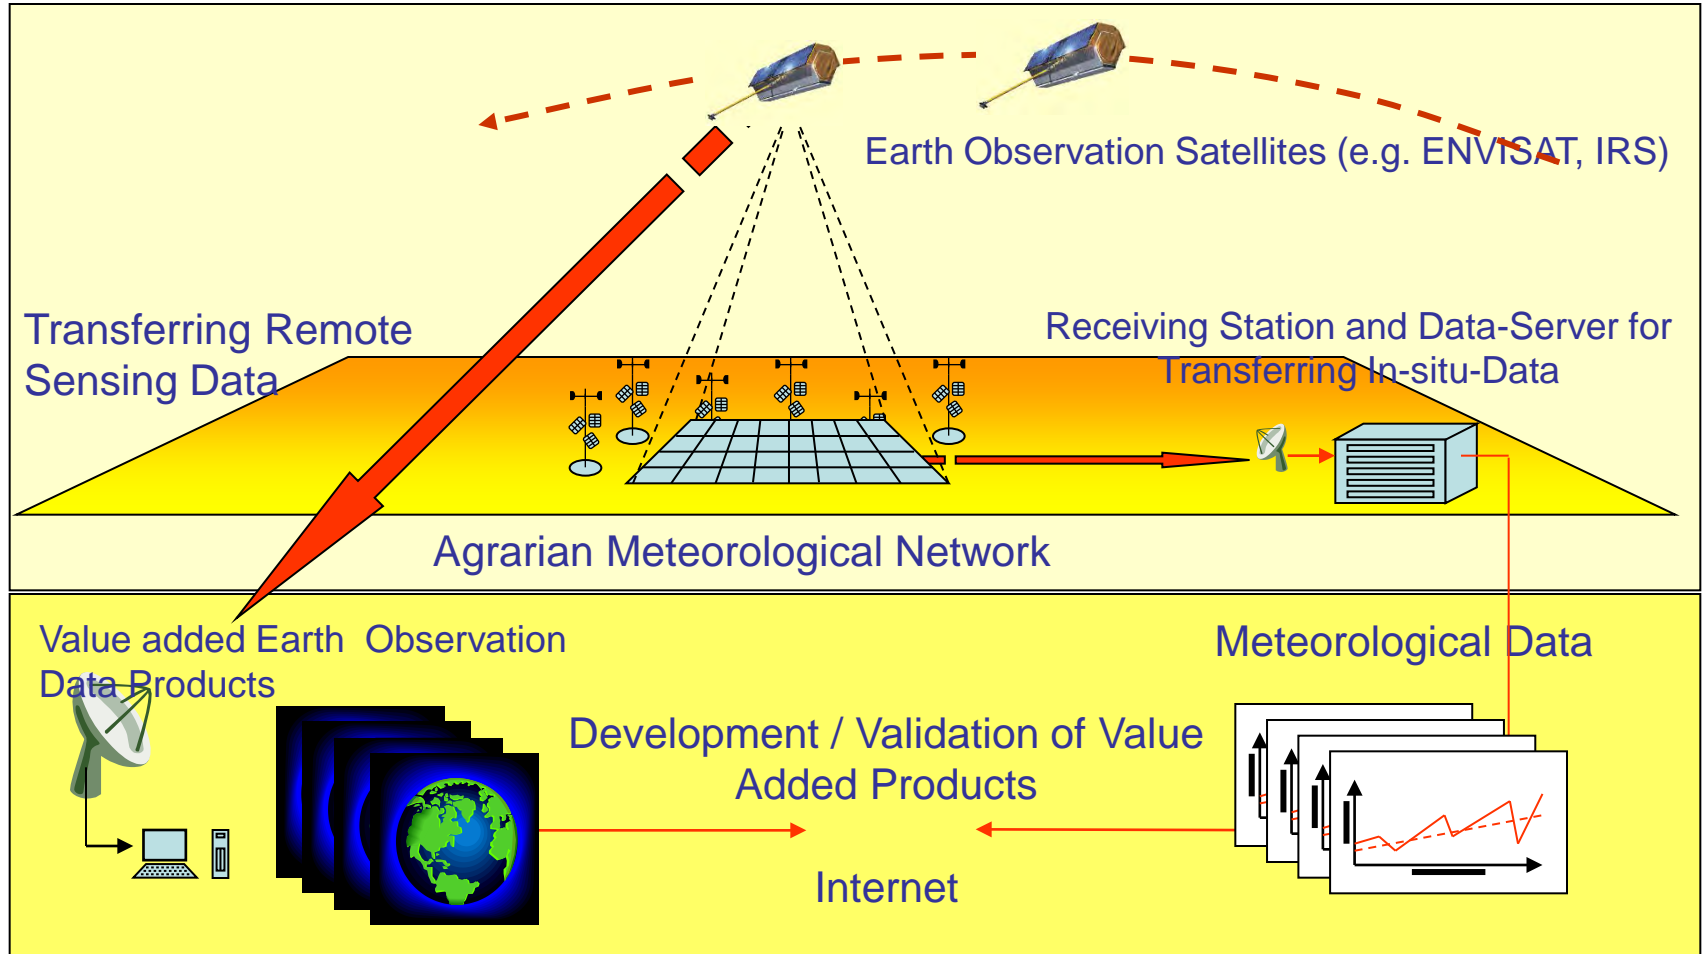 Earth Observation Satellites (e.g. ENVISAT, IRS)
Transferring Remote
Sensing Data
Receiving Station and Data-Server for
Transferring In-situ-Data
Agrarian Meteorological Network
Value added Earth  Observation
Data Products
Meteorological Data
Development / Validation of Value
Added Products
Internet